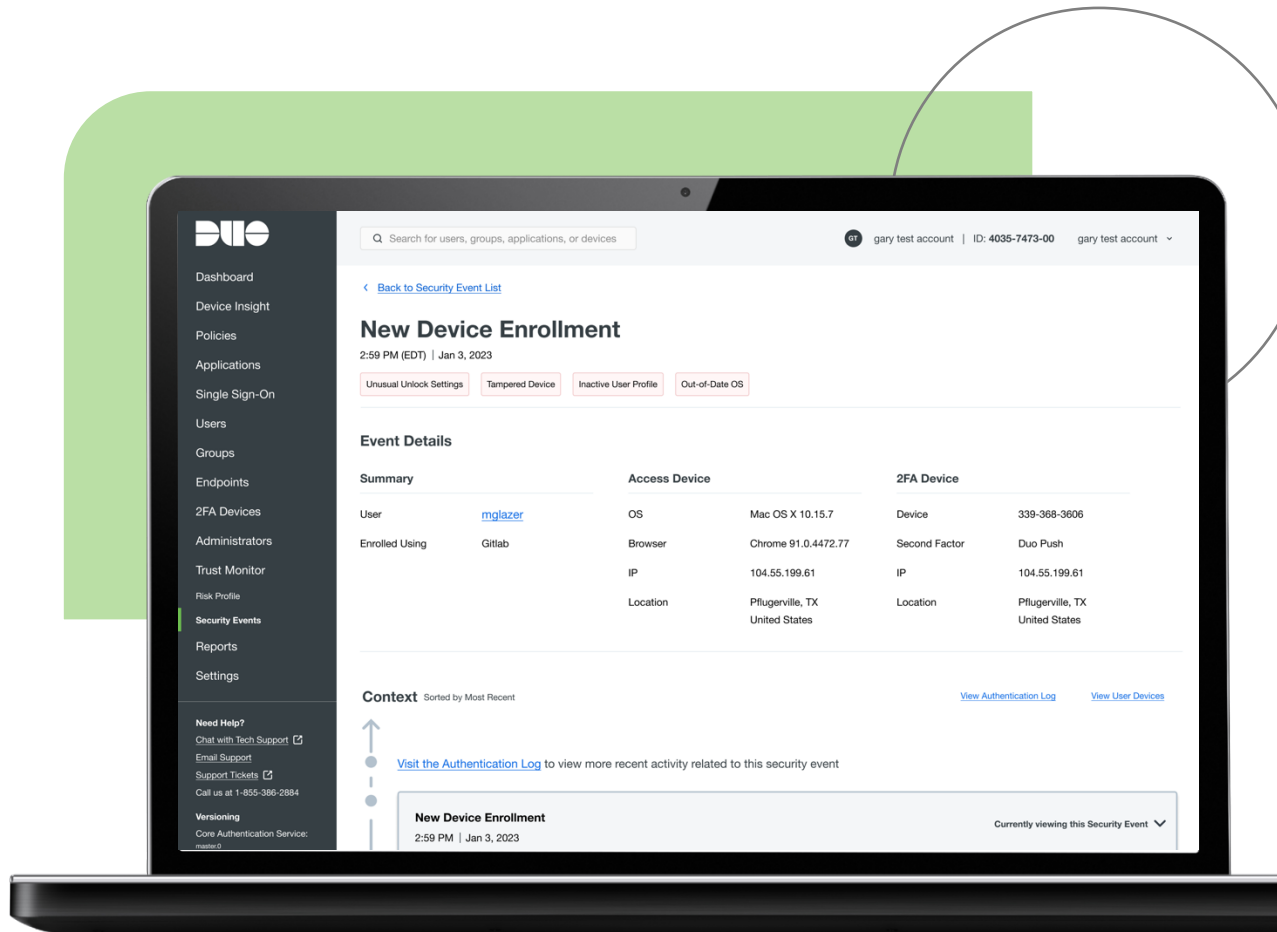 DUO
Dashboard
Device Insight
Policies
Applications
Single Sign-On
Users
Groups
Endpoints
2FA Devices
Administrators
Trust Monitor
Risk Profile
Security Events
Reports
Settings
Need Help?
Chat with Tech Support
Email Support
Support Tickets
Call us at 1-855-386-2884
Versioning
Core Authentication Service:
master.0
Search for users, groups, applications, or devices
GT gary test account | ID: 4035-7473-00 gary test account
Back to Security Event List
New Device Enrollment
2:59 PM (EDT) | Jan 3, 2023
Unusual Unlock Settings Tampered Device Inactive User Profile Out-of-Date OS
Event Details
Summary
User mglazer
Enrolled Using Gitlab
Access Device
OS Mac OS X 10.15.7
Browser Chrome 91.0.4472.77
IP 104.55.199.61
Location Pflugerville, TX
United States
2FA Device
Device 339-368-3606
Second Factor Duo Push
IP 104.55.199.61
Location Pflugerville, TX
United States
Context Sorted by Most Recent View Authentication Log View User Devices
Visit the Authentication Log to view more recent activity related to this security event
New Device Enrollment
2:59 PM | Jan 3, 2023
Currently viewing this Security Event